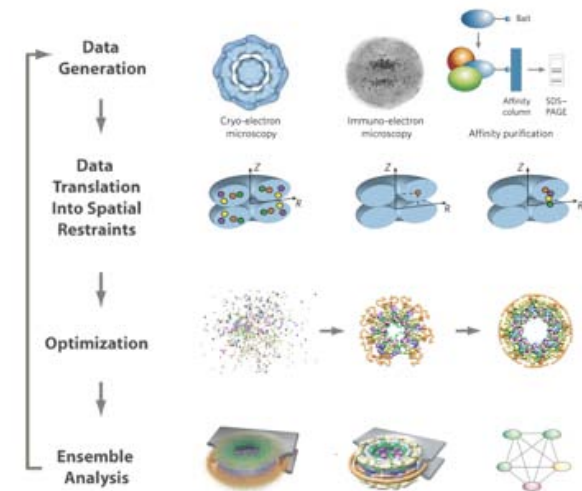 Data
Generation
Bait
Cryo-electron
microscopy
Immuno-electron
microscopy
Affinity
column
SDS–
PAGE
Affinity purification
Data
Translation
Into Spatial
Restraints
Z
R
Z
R
Z
R
Optimization
Ensemble
Analysis